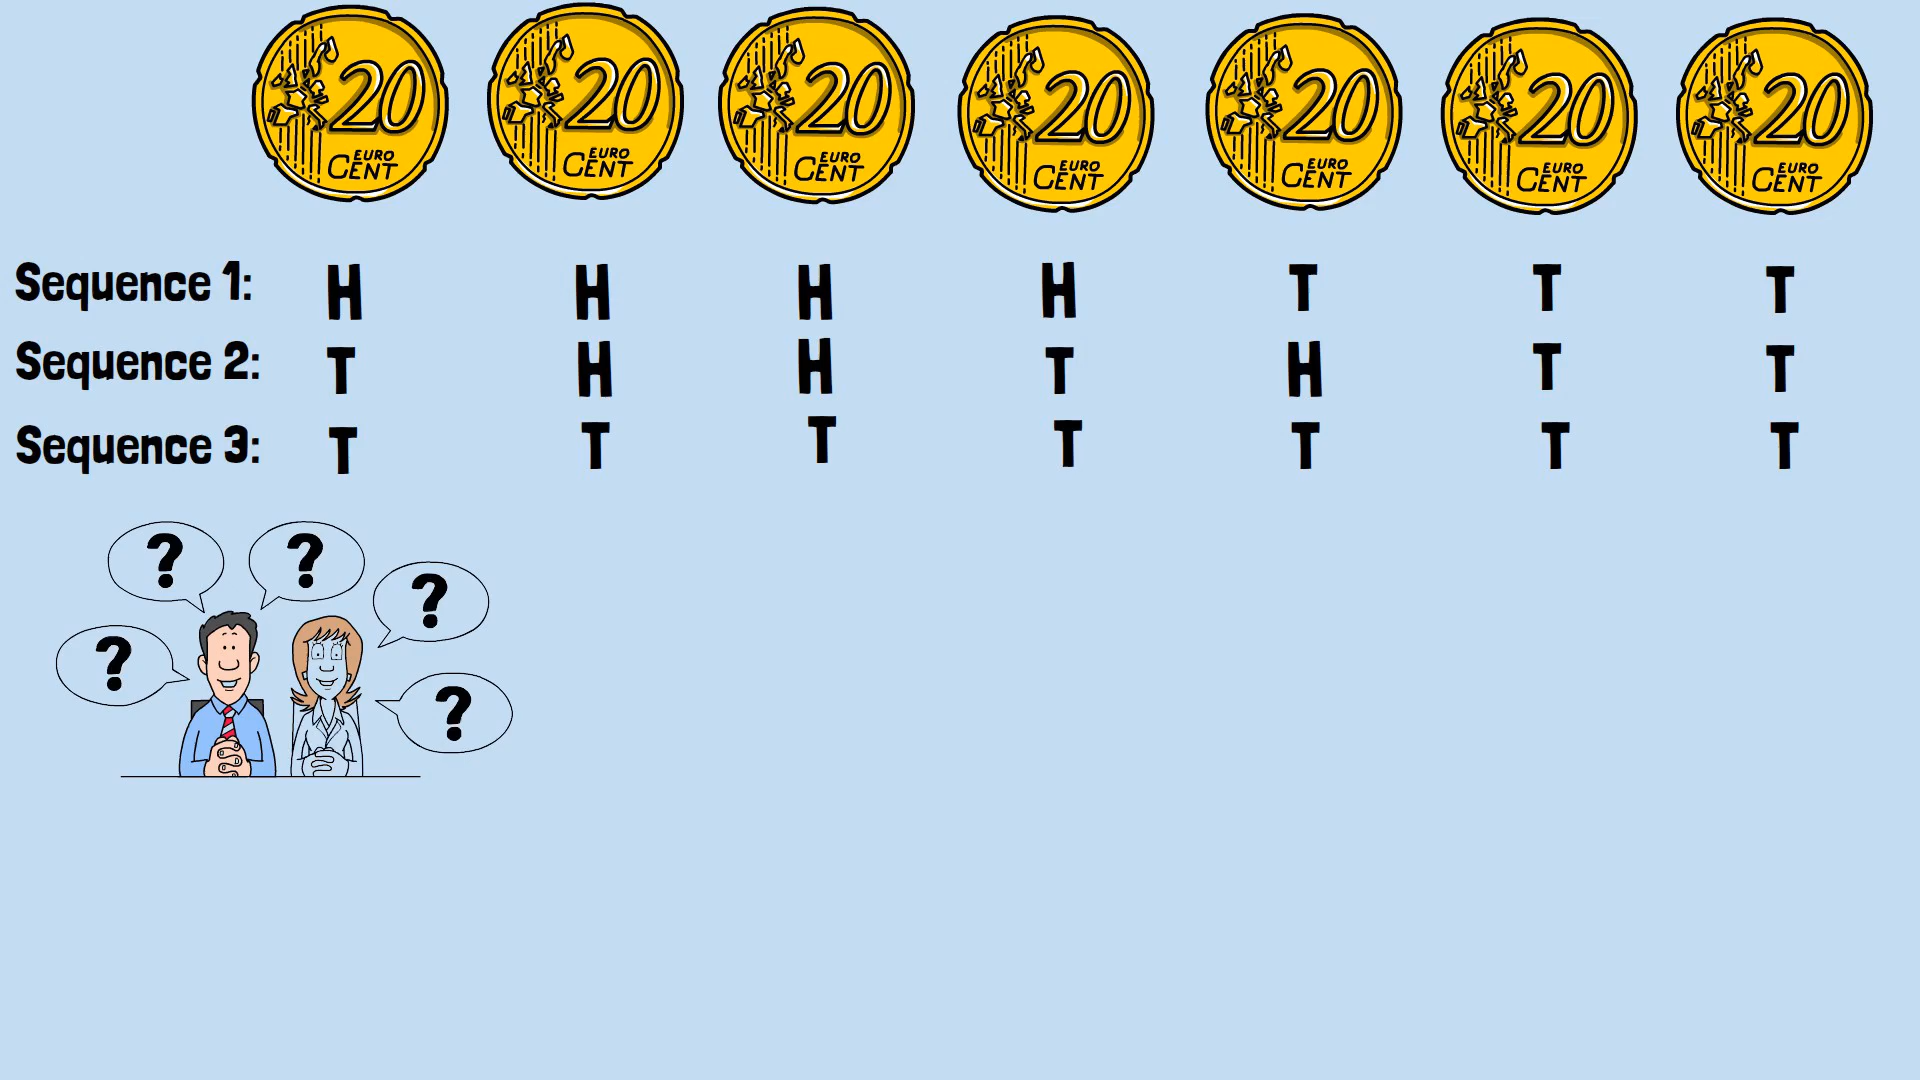 20 20 20 20 20 20 20
EURO EURO EURO EURO EURO EURO EURO
CENT CENT CENT CENT CENT CENT CENT
Sequence 1: H H H H T T T
Sequence 2: T H H T H T T
Sequence 3: T T T T T T T
? ? ?
? ?